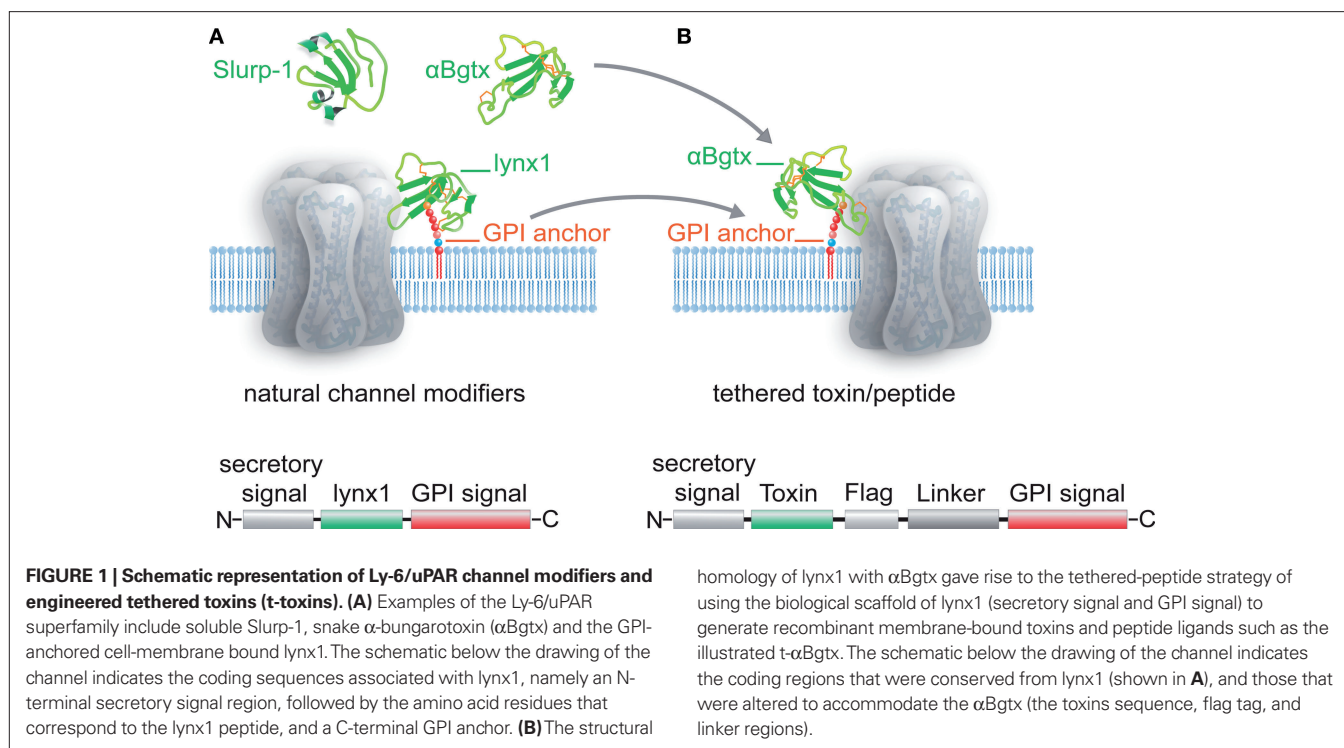 A
B
Slurp-1
αBgtx
lynx1
GPI anchor
αBgtx
GPI anchor
natural channel modifiers
tethered toxin/peptide
secretory
signal
lynx1
GPI signal
N-
-C
secretory
signal
Toxin
Flag
Linker
GPI signal
N-
-C
FIGURE 1 | Schematic representation of Ly-6/uPAR channel modifiers and
engineered tethered toxins (t-toxins). (A) Examples of the Ly-6/uPAR
superfamily include soluble Slurp-1, snake α-bungarotoxin (αBgtx) and the GPI-
anchored cell-membrane bound lynx1. The schematic below the drawing of the
channel indicates the coding sequences associated with lynx1, namely an N-
terminal secretory signal region, followed by the amino acid residues that
correspond to the lynx1 peptide, and a C-terminal GPI anchor. (B) The structural
homology of lynx1 with αBgtx gave rise to the tethered-peptide strategy of
using the biological scaffold of lynx1 (secretory signal and GPI signal) to
generate recombinant membrane-bound toxins and peptide ligands such as the
illustrated t-αBgtx. The schematic below the drawing of the channel indicates
the coding regions that were conserved from lynx1 (shown in A), and those that
were altered to accommodate the αBgtx (the toxins sequence, flag tag, and
linker regions).